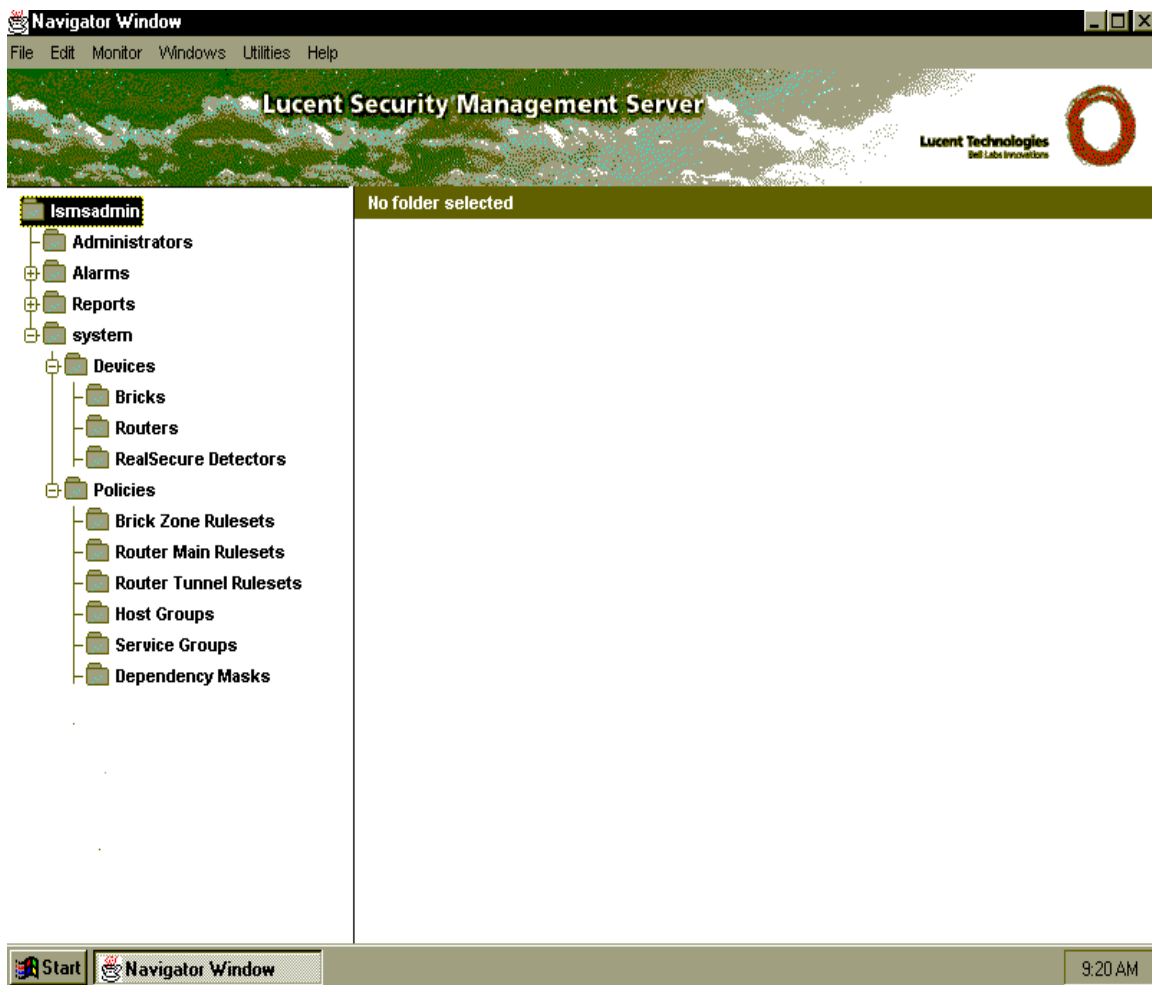 Navigator Window
File Edit Monitor Windows Utilities Help
Lucent Security Management Server
Lucent Technologies
Bell Labs Innovations
lsmsadmin
No folder selected
Administrators
Alarms
Reports
system
Devices
Bricks
Routers
RealSecure Detectors
Policies
Brick Zone Rulesets
Router Main Rulesets
Router Tunnel Rulesets
Host Groups
Service Groups
Dependency Masks
Start Navigator Window 9:20 AM